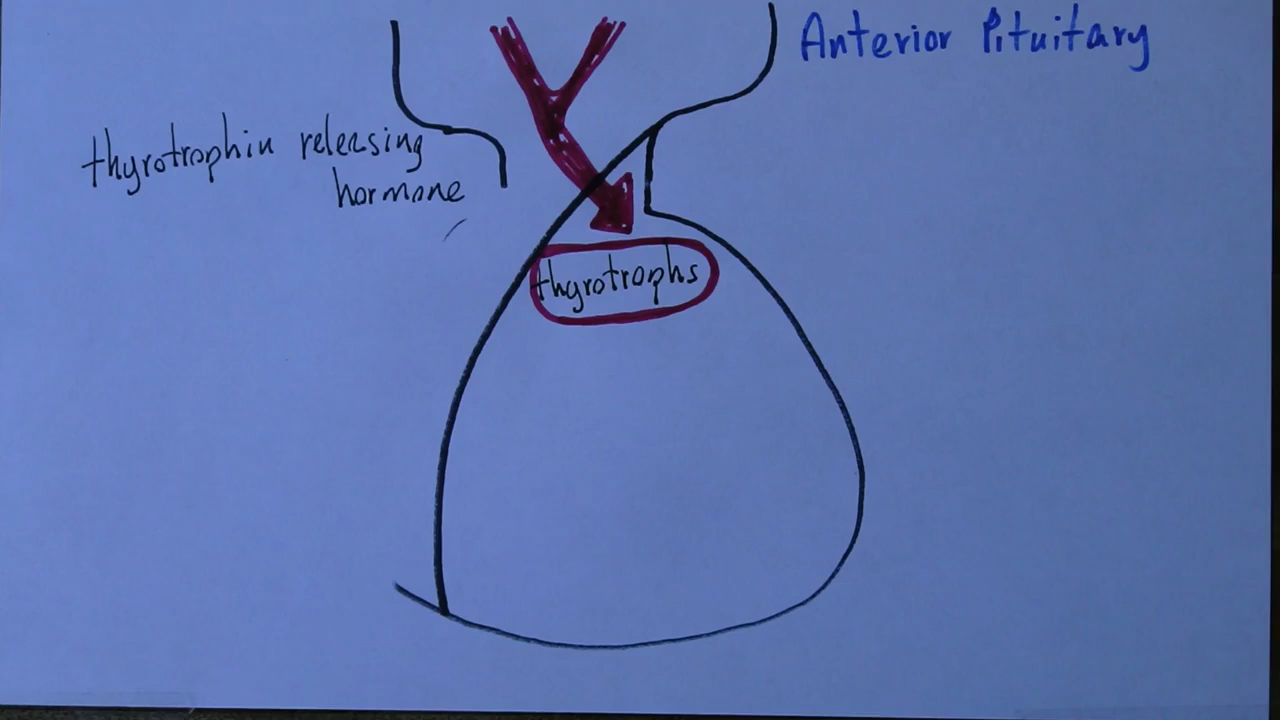 Anterior Pituitary
thyrotrophin releasing
hormone
thyrotrophs